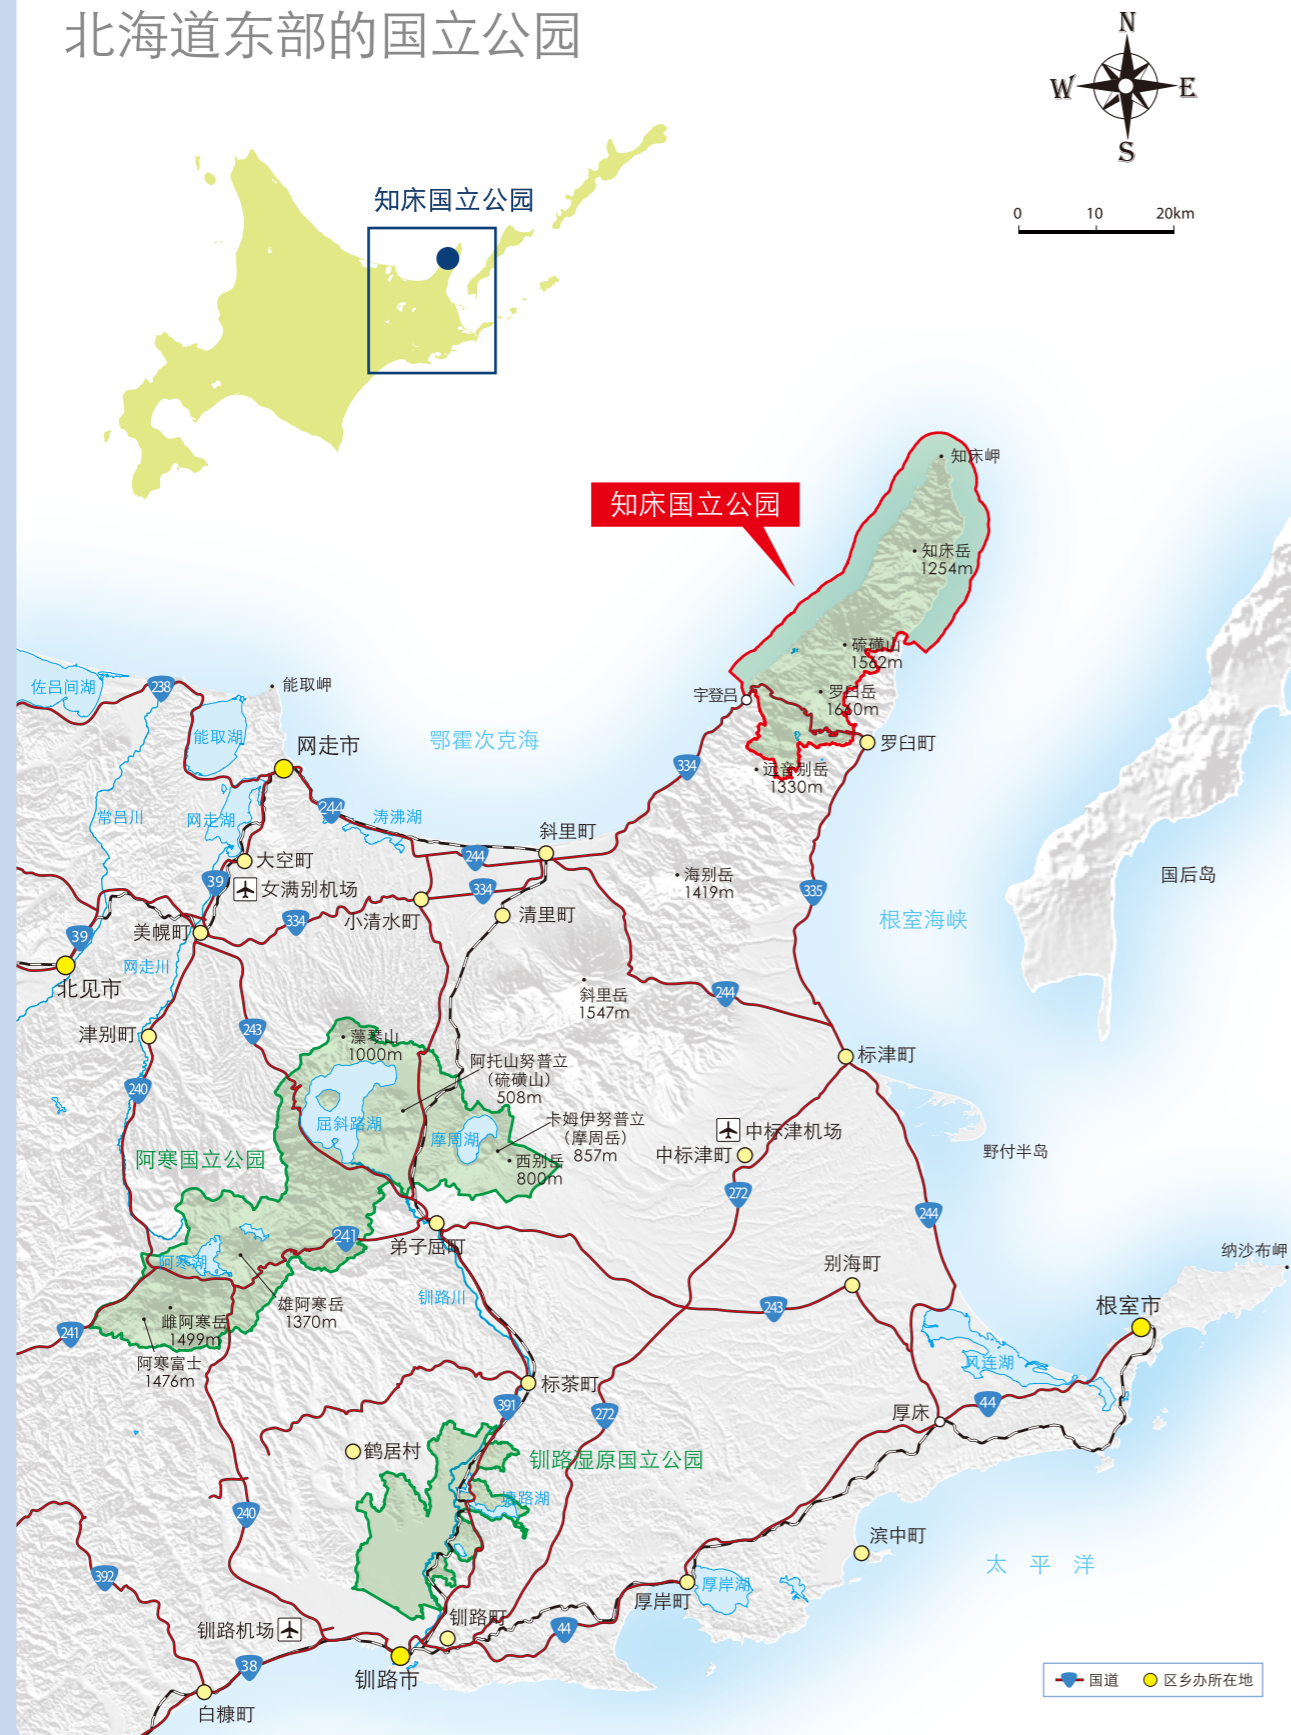 北海道东部的国立公园
N
W
E
S
知床国立公园
0
10
20km
知床岬
知床国立公园
知床岳
1254m
硫磺山
1562m
罗臼岳
1660m
宇登吕
罗臼町
远音别岳
1330m
佐吕间湖
238
能取岬
能取湖
网走市
鄂霍次克海
334
常吕川
网走湖
244
涛沸湖
斜里町
大空町
244
39
女满别机场
334
海别岳
1419m
335
国后岛
334
小清水町
清里町
根室海峡
美幌町
39
网走川
北见市
斜里岳
1547m
244
津别町
243
藻琴山
1000m
标津町
阿托山努普立
（硫磺山）
508m
240
屈斜路湖
卡姆伊努普立
（摩周岳）
857m
摩周湖
中标津机场
阿寒国立公园
西别岳
800m
中标津町
野付半岛
272
244
241
弟子屈町
阿寒湖
纳沙布岬
别海町
钏路川
雄阿寒岳
1370m
243
根室市
雌阿寒岳
1499m
241
阿寒富士
1476m
风连湖
标茶町
391
272
44
厚床
鹤居村
钏路湿原国立公园
塘路湖
240
滨中町
太平洋
392
厚岸湖
厚岸町
钏路町
44
钏路机场
38
钏路市
白糠町
国道
区乡办所在地